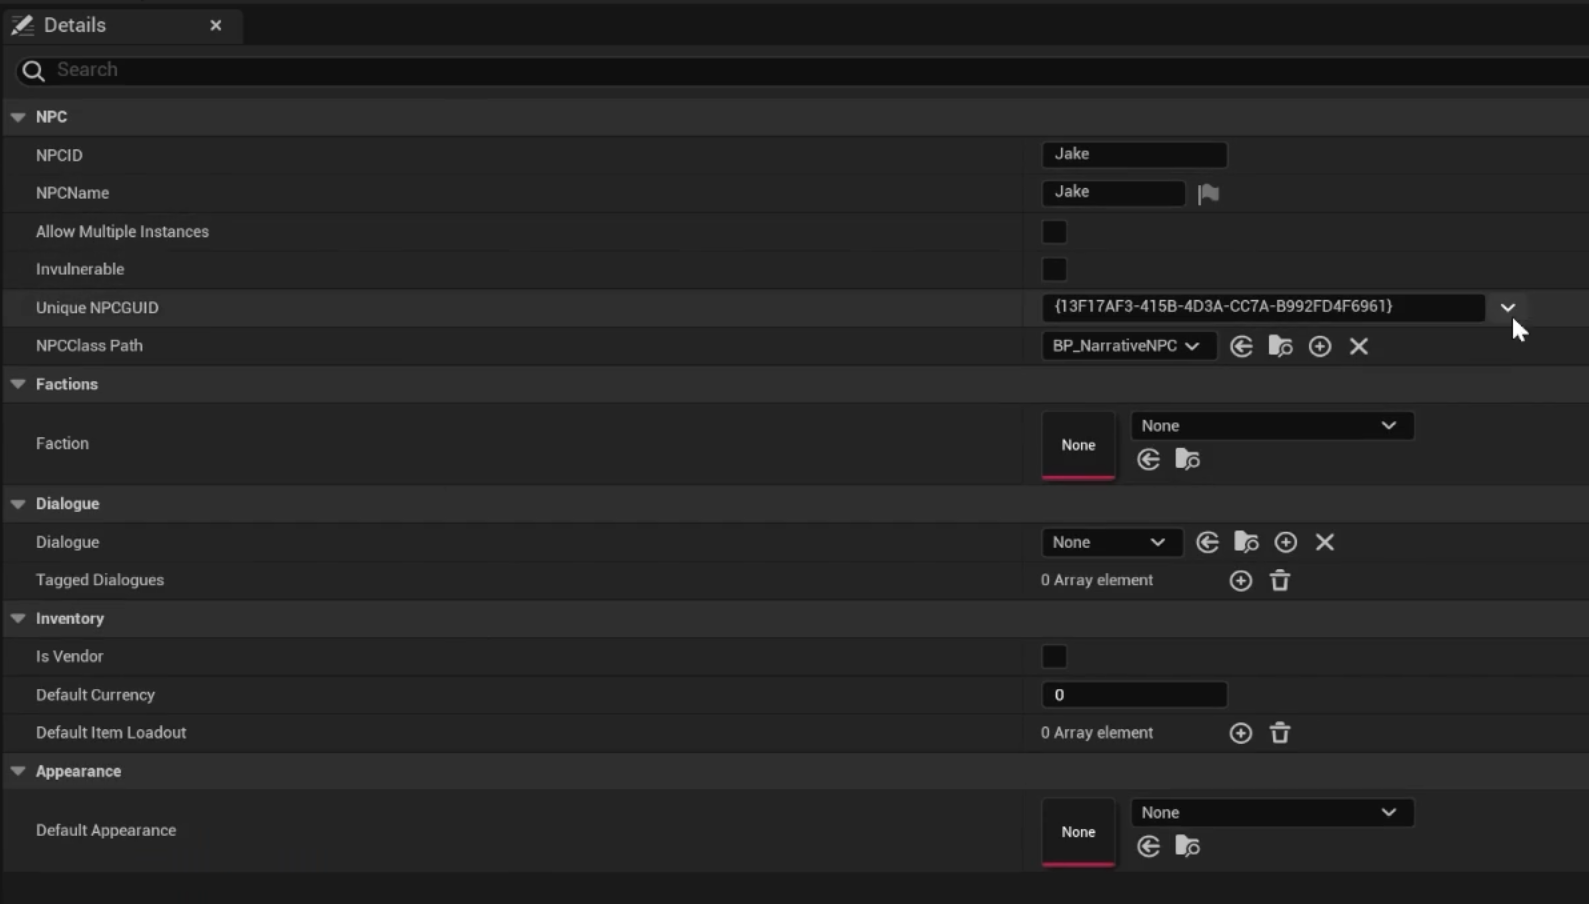 Details
Search
NPC
NPCID Jake
NPCName Jake
Allow Multiple Instances
Invulnerable
Unique NPCGUID {13F17AF3-415B-4D3A-CC7A-B992FD4F6961}
NPCClass Path BP_NarrativeNPC
Factions
Faction None None
Dialogue
Dialogue None
Tagged Dialogues 0 Array element
Inventory
Is Vendor
Default Currency 0
Default Item Loadout 0 Array element
Appearance
Default Appearance None None